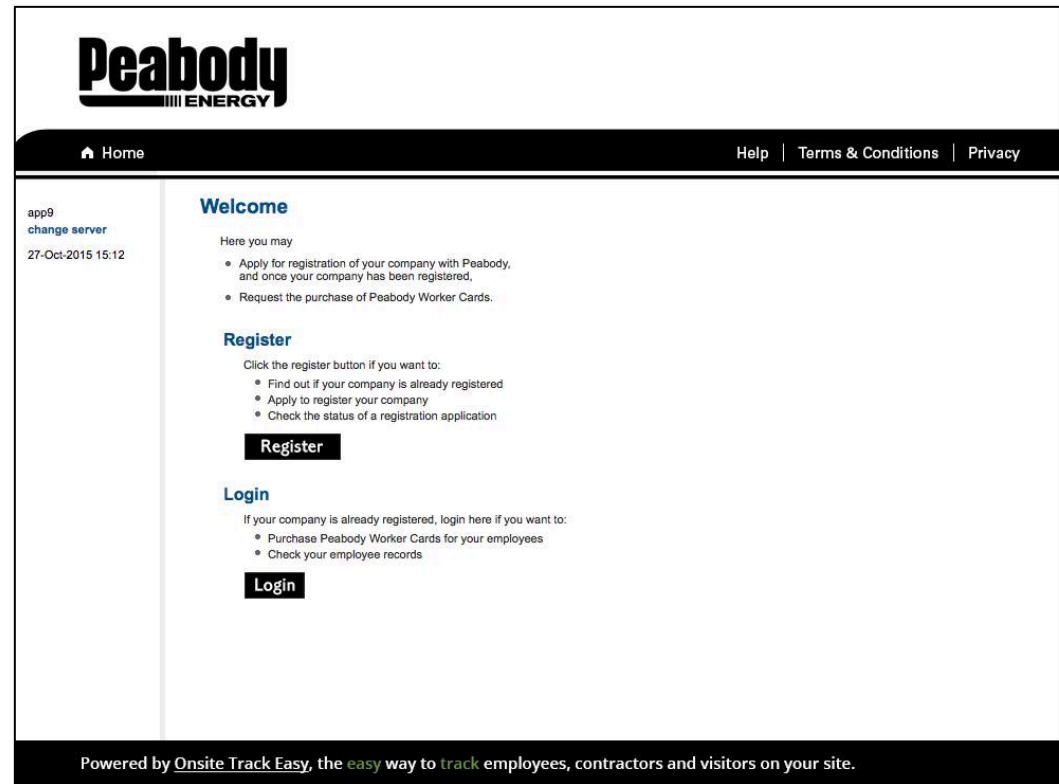 Peabody
ENERGY
Home
Help | Terms & Conditions | Privacy
app9
change server
27-Oct-2015 15:12
Welcome
Here you may
Apply for registration of your company with Peabody,
and once your company has been registered,
Request the purchase of Peabody Worker Cards.
Register
Click the register button if you want to:
Find out if your company is already registered
Apply to register your company
Check the status of a registration application
Register
Login
If your company is already registered, login here if you want to:
Purchase Peabody Worker Cards for your employees
Check your employee records
Login
Powered by Onsite Track Easy, the easy way to track employees, contractors and visitors on your site.